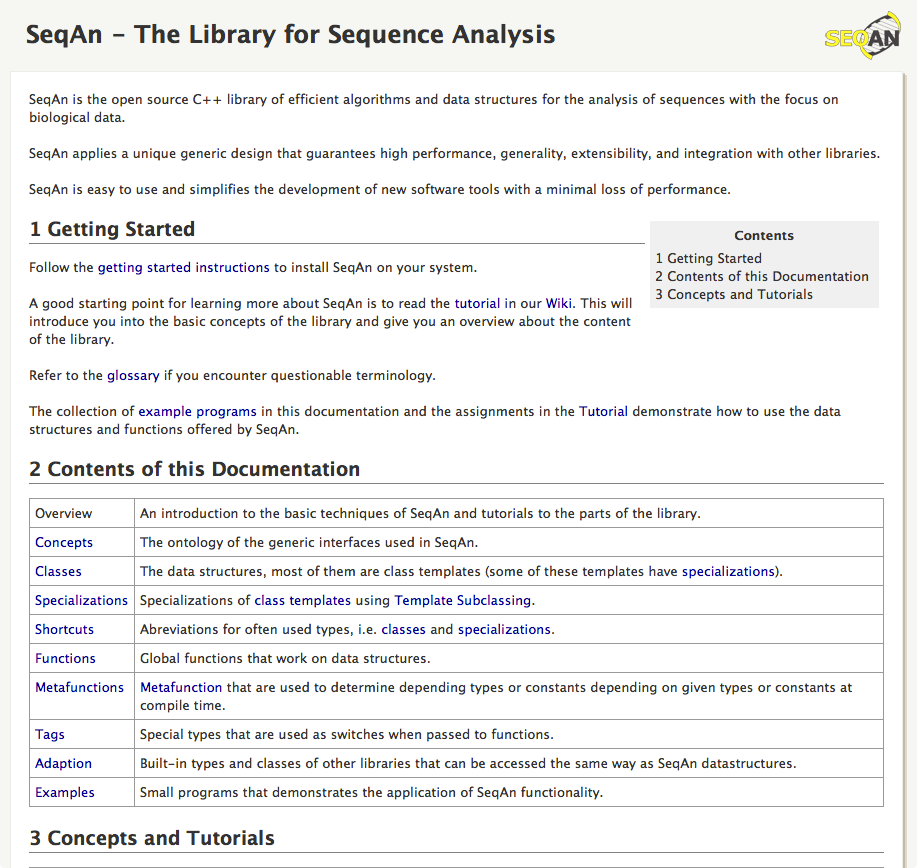 SeqAn – The Library for Sequence Analysis
SEQAN
SeqAn is the open source C++ library of efficient algorithms and data structures for the analysis of sequences with the focus on
biological data.
SeqAn applies a unique generic design that guarantees high performance, generality, extensibility, and integration with other libraries.
SeqAn is easy to use and simplifies the development of new software tools with a minimal loss of performance.
1 Getting Started
Contents
1 Getting Started
2 Contents of this Documentation
3 Concepts and Tutorials
Follow the getting started instructions to install SeqAn on your system.
A good starting point for learning more about SeqAn is to read the tutorial in our Wiki. This will
introduce you into the basic concepts of the library and give you an overview about the content
of the library.
Refer to the glossary if you encounter questionable terminology.
The collection of example programs in this documentation and the assignments in the Tutorial demonstrate how to use the data
structures and functions offered by SeqAn.
2 Contents of this Documentation
Overview An introduction to the basic techniques of SeqAn and tutorials to the parts of the library.
Concepts The ontology of the generic interfaces used in SeqAn.
Classes The data structures, most of them are class templates (some of these templates have specializations).
Specializations Specializations of class templates using Template Subclassing.
Shortcuts Abreviations for often used types, i.e. classes and specializations.
Functions Global functions that work on data structures.
Metafunctions Metafunction that are used to determine depending types or constants depending on given types or constants at
compile time.
Tags Special types that are used as switches when passed to functions.
Adaption Built-in types and classes of other libraries that can be accessed the same way as SeqAn datastructures.
Examples Small programs that demonstrates the application of SeqAn functionality.
3 Concepts and Tutorials